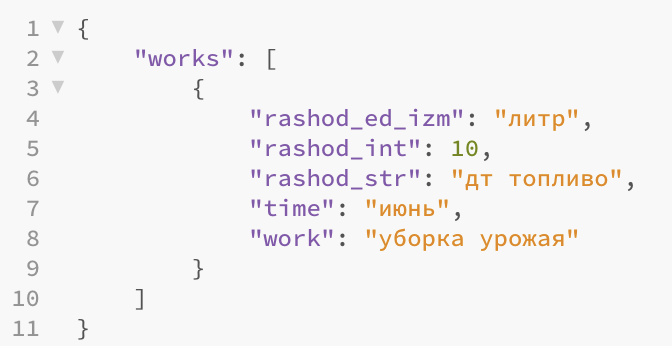 1 ▼ {
2 ▼     "works": [
3 ▼         {
4             "rashod_ed_izm": "литр",
5             "rashod_int": 10,
6             "rashod_str": "дт топливо",
7             "time": "июнь",
8             "work": "уборка урожая"
9         }
10     ]
11 }